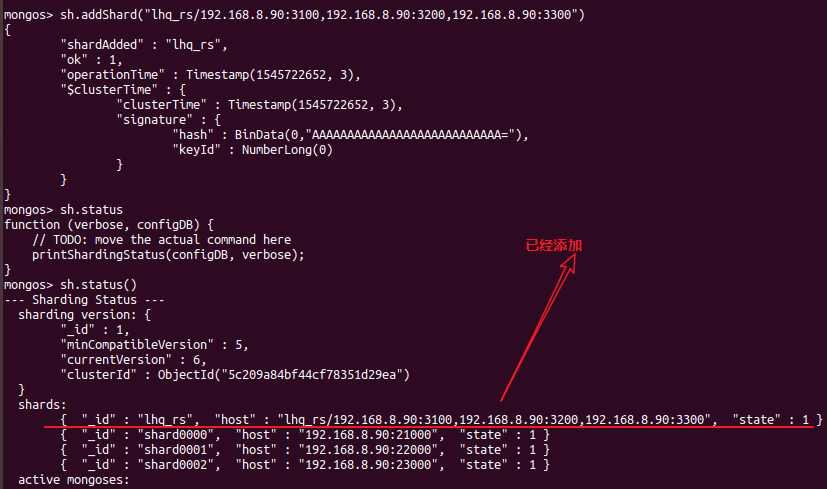 mongos> sh.addShard("lhq_rs/192.168.8.90:3100,192.168.8.90:3200,192.168.8.90:3300")
{
        "shardAdded" : "lhq_rs",
        "ok" : 1,
        "operationTime" : Timestamp(1545722652, 3),
        "$clusterTime" : {
                "clusterTime" : Timestamp(1545722652, 3),
                "signature" : {
                        "hash" : BinData(0,"AAAAAAAAAAAAAAAAAAAAAAAAAAA="),
                        "keyId" : NumberLong(0)
                }
        }
}
mongos> sh.status
function (verbose, configDB) {
    // TODO: move the actual command here
    printShardingStatus(configDB, verbose);
}
已经添加
mongos> sh.status()
--- Sharding Status ---
  sharding version: {
        "_id" : 1,
        "minCompatibleVersion" : 5,
        "currentVersion" : 6,
        "clusterId" : ObjectId("5c209a84bf44cf78351d29ea")
  }
  shards:
        {  "_id" : "lhq_rs",  "host" : "lhq_rs/192.168.8.90:3100,192.168.8.90:3200,192.168.8.90:3300",  "state" : 1 }
        {  "_id" : "shard0000",  "host" : "192.168.8.90:21000",  "state" : 1 }
        {  "_id" : "shard0001",  "host" : "192.168.8.90:22000",  "state" : 1 }
        {  "_id" : "shard0002",  "host" : "192.168.8.90:23000",  "state" : 1 }
  active mongoses: